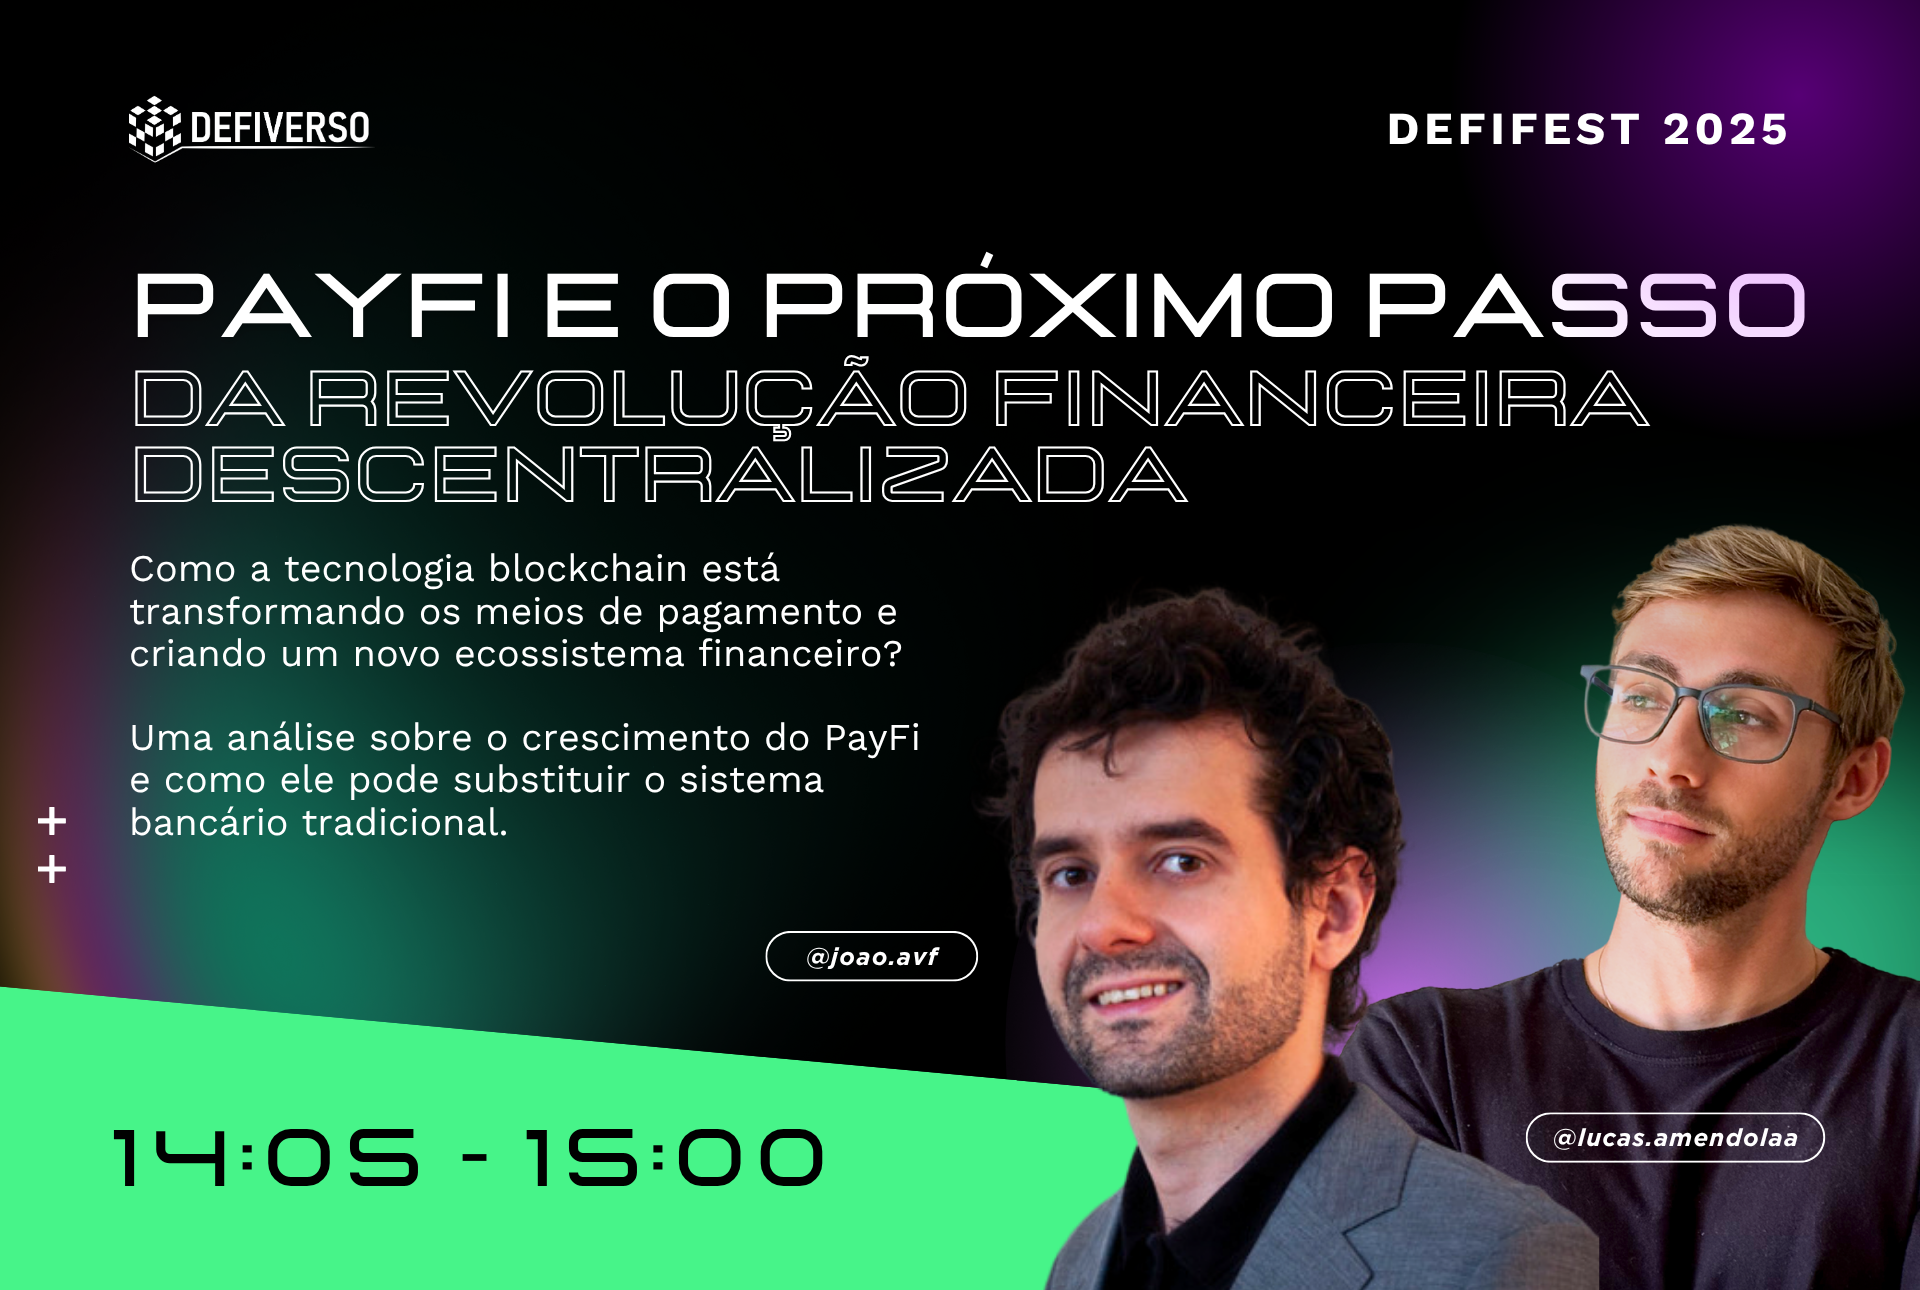 DEFIVERSO
DEFIFEST 2025
PAYFI E O PRÓXIMO PASSO
DA REVOLUÇÃO FINANCEIRA
DESCENTRALIZADA
Como a tecnologia blockchain está
transformando os meios de pagamento e
criando um novo ecossistema financeiro?
Uma análise sobre o crescimento do PayFi
e como ele pode substituir o sistema
bancário tradicional.
@joao.avf
@lucas.amendolaa
14:05 - 15:00